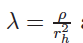 λ = ρ / r_h^2